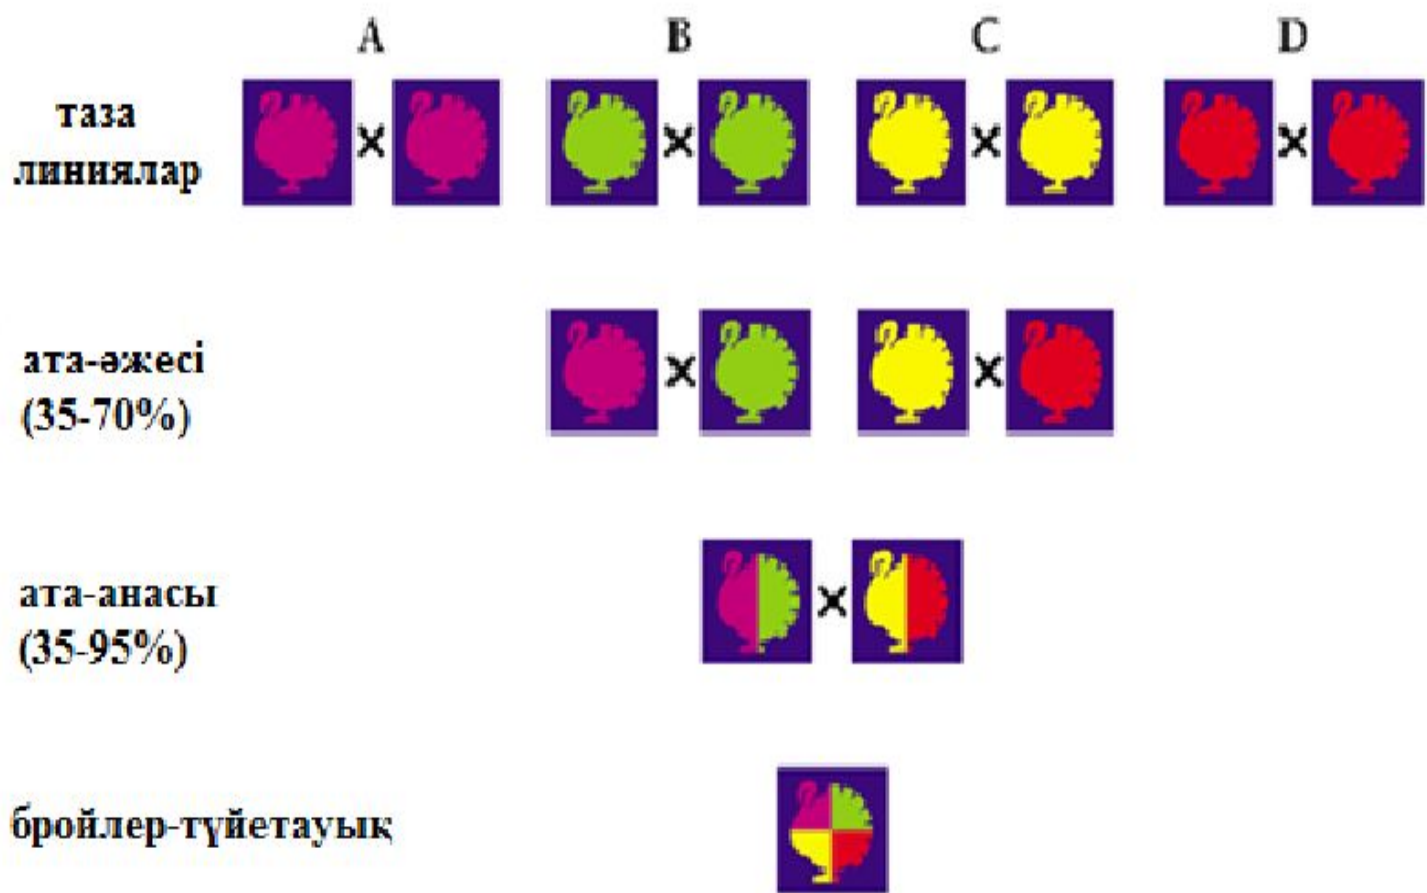 A B C D
таза
линиялар
× × × ×
ата-әжесі
(35-70%)
× ×
ата-анасы
(35-95%)
×
бройлер-түйетауық